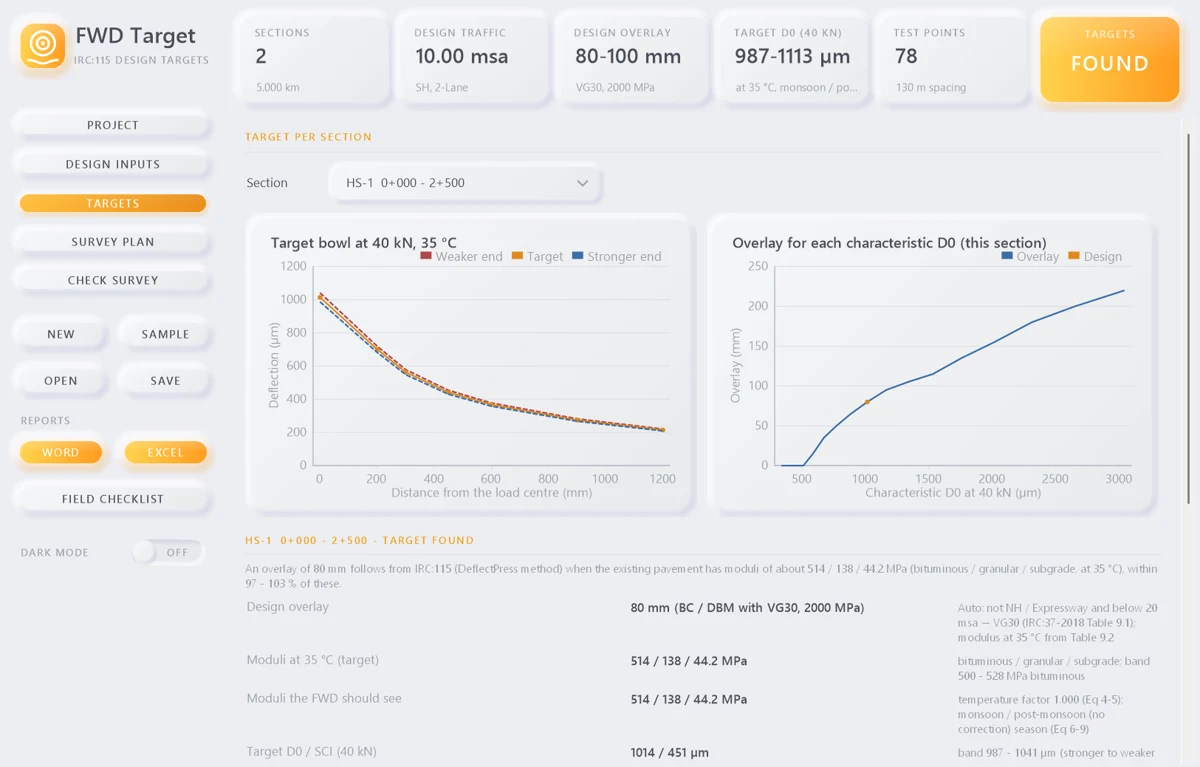 FWD Target
IRC:115 DESIGN TARGETS
SECTIONS
2
5.000 km
DESIGN TRAFFIC
10.00 msa
SH, 2-Lane
DESIGN OVERLAY
80-100 mm
VG30, 2000 MPa
TARGET D0 (40 KN)
987-1113 µm
at 35 °C, monsoon / po...
TEST POINTS
78
130 m spacing
TARGETS
FOUND
PROJECT
DESIGN INPUTS
TARGETS
SURVEY PLAN
CHECK SURVEY
NEW
SAMPLE
OPEN
SAVE
REPORTS
WORD
EXCEL
FIELD CHECKLIST
DARK MODE
OFF
TARGET PER SECTION
Section
HS-1 0+000 - 2+500
Target bowl at 40 kN, 35 °C
Weaker end
Target
Stronger end
1200
1000
800
600
400
200
0
Deflection (µm)
0
200
400
600
800
1000
1200
Distance from the load centre (mm)
Overlay for each characteristic D0 (this section)
Overlay
Design
250
200
150
100
50
0
Overlay (mm)
500
1000
1500
2000
2500
3000
Characteristic D0 at 40 kN (µm)
HS-1 0+000 - 2+500 - TARGET FOUND
An overlay of 80 mm follows from IRC:115 (DeflectPress method) when the existing pavement has moduli of about 514 / 138 / 44.2 MPa (bituminous / granular / subgrade, at 35 °C), within
97 - 103 % of these.
Design overlay
80 mm (BC / DBM with VG30, 2000 MPa)
Auto: not NH / Expressway and below 20
msa — VG30 (IRC:37-2018 Table 9.1);
modulus at 35 °C from Table 9.2
Moduli at 35 °C (target)
514 / 138 / 44.2 MPa
bituminous / granular / subgrade; band
500 - 528 MPa bituminous
Moduli the FWD should see
514 / 138 / 44.2 MPa
temperature factor 1.000 (Eq 4-5);
monsoon / post-monsoon (no
correction) season (Eq 6-9)
Target D0 / SCI (40 kN)
1014 / 451 µm
band 987 - 1041 µm (stronger to weaker